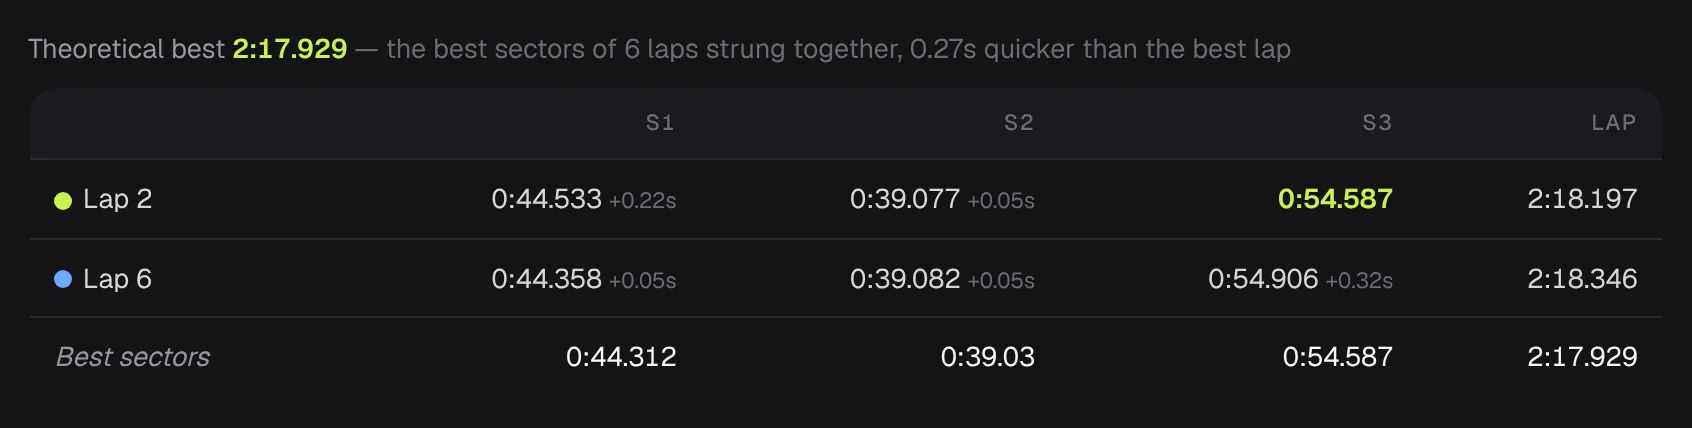 Theoretical best 2:17.929 — the best sectors of 6 laps strung together, 0.27s quicker than the best lap
S1 S2 S3 LAP
Lap 2 0:44.533 +0.22s 0:39.077 +0.05s 0:54.587 2:18.197
Lap 6 0:44.358 +0.05s 0:39.082 +0.05s 0:54.906 +0.32s 2:18.346
Best sectors 0:44.312 0:39.03 0:54.587 2:17.929